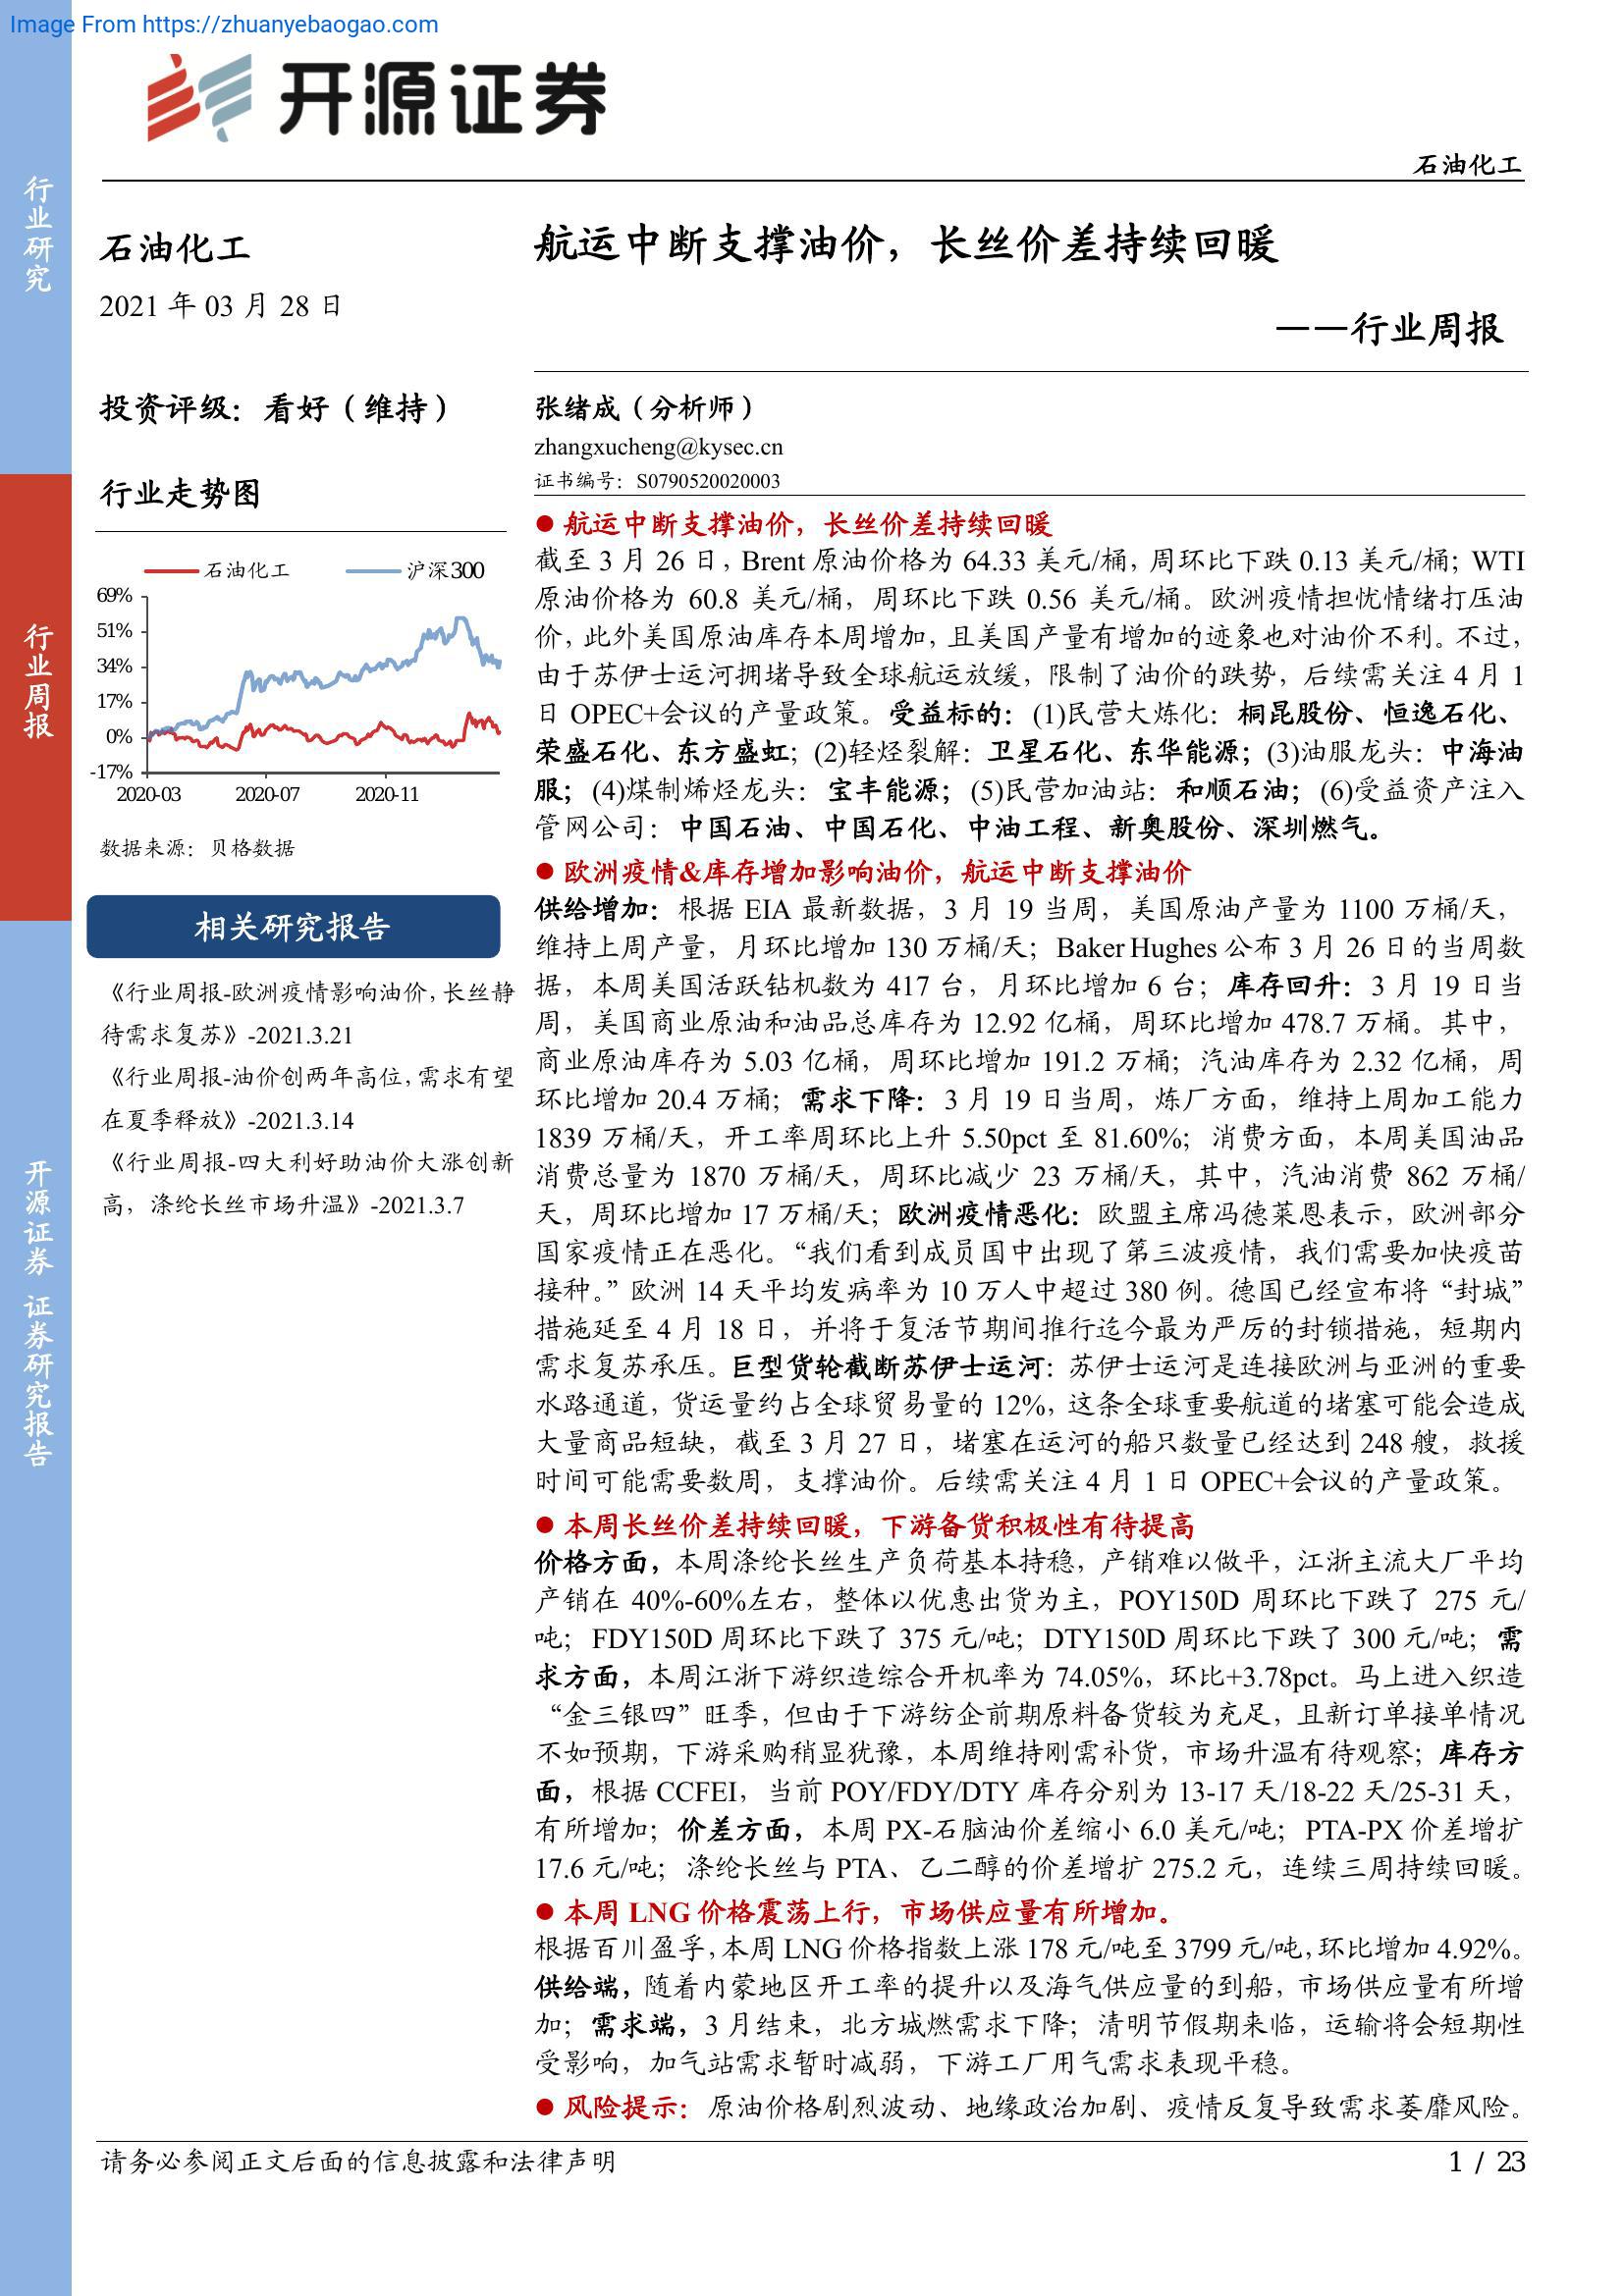 Image From https://zhuanyebaogao.com
开源证券
石油化工
行业研究
行业周报
开源证券 证券研究报告
石油化工
2021 年 03 月 28 日
投资评级：看好（维持）
行业走势图
石油化工 沪深300
69%
51%
34%
17%
0%
-17%
2020-03 2020-07 2020-11
数据来源：贝格数据
相关研究报告
《行业周报-欧洲疫情影响油价,长丝静
待需求复苏》-2021.3.21
《行业周报-油价创两年高位,需求有望
在夏季释放》-2021.3.14
《行业周报-四大利好助油价大涨创新
高，涤纶长丝市场升温》-2021.3.7
航运中断支撑油价，长丝价差持续回暖
——行业周报
张绪成（分析师）
zhangxucheng@kysec.cn
证书编号：S0790520020003
● 航运中断支撑油价，长丝价差持续回暖
截至 3 月 26 日，Brent 原油价格为 64.33 美元/桶，周环比下跌 0.13 美元/桶；WTI
原油价格为 60.8 美元/桶，周环比下跌 0.56 美元/桶。欧洲疫情担忧情绪打压油
价，此外美国原油库存本周增加，且美国产量有增加的迹象也对油价不利。不过，
由于苏伊士运河拥堵导致全球航运放缓，限制了油价的跌势，后续需关注 4 月 1
日 OPEC+会议的产量政策。受益标的：(1)民营大炼化：桐昆股份、恒逸石化、
荣盛石化、东方盛虹；(2)轻烃裂解：卫星石化、东华能源；(3)油服龙头：中海油
服；(4)煤制烯烃龙头：宝丰能源；(5)民营加油站：和顺石油；(6)受益资产注入
管网公司：中国石油、中国石化、中油工程、新奥股份、深圳燃气。
● 欧洲疫情&库存增加影响油价，航运中断支撑油价
供给增加：根据 EIA 最新数据，3 月 19 当周，美国原油产量为 1100 万桶/天，
维持上周产量，月环比增加 130 万桶/天；Baker Hughes 公布 3 月 26 日的当周数
据，本周美国活跃钻机数为 417 台，月环比增加 6 台；库存回升：3 月 19 日当
周，美国商业原油和油品总库存为 12.92 亿桶，周环比增加 478.7 万桶。其中，
商业原油库存为 5.03 亿桶，周环比增加 191.2 万桶；汽油库存为 2.32 亿桶，周
环比增加 20.4 万桶；需求下降：3 月 19 日当周，炼厂方面，维持上周加工能力
1839 万桶/天，开工率周环比上升 5.50pct 至 81.60%；消费方面，本周美国油品
消费总量为 1870 万桶/天，周环比减少 23 万桶/天，其中，汽油消费 862 万桶/
天，周环比增加 17 万桶/天；欧洲疫情恶化：欧盟主席冯德莱恩表示，欧洲部分
国家疫情正在恶化。“我们看到成员国中出现了第三波疫情，我们需要加快疫苗
接种。”欧洲 14 天平均发病率为 10 万人中超过 380 例。德国已经宣布将“封城”
措施延至 4 月 18 日，并将于复活节期间推行迄今最为严厉的封锁措施，短期内
需求复苏承压。巨型货轮截断苏伊士运河：苏伊士运河是连接欧洲与亚洲的重要
水路通道，货运量约占全球贸易量的 12%，这条全球重要航道的堵塞可能会造成
大量商品短缺，截至 3 月 27 日，堵塞在运河的船只数量已经达到 248 艘，救援
时间可能需要数周，支撑油价。后续需关注 4 月 1 日 OPEC+会议的产量政策。
● 本周长丝价差持续回暖，下游备货积极性有待提高
价格方面，本周涤纶长丝生产负荷基本持稳，产销难以做平，江浙主流大厂平均
产销在 40%-60%左右，整体以优惠出货为主，POY150D 周环比下跌了 275 元/
吨；FDY150D 周环比下跌了 375 元/吨；DTY150D 周环比下跌了 300 元/吨；需
求方面，本周江浙下游织造综合开机率为 74.05%，环比+3.78pct。马上进入织造
“金三银四”旺季，但由于下游纺企前期原料备货较为充足，且新订单接单情况
不如预期，下游采购稍显犹豫，本周维持刚需补货，市场升温有待观察；库存方
面，根据 CCFEI，当前 POY/FDY/DTY 库存分别为 13-17 天/18-22 天/25-31 天，
有所增加；价差方面，本周 PX-石脑油价差缩小 6.0 美元/吨；PTA-PX 价差增扩
17.6 元/吨；涤纶长丝与 PTA、乙二醇的价差增扩 275.2 元，连续三周持续回暖。
● 本周 LNG 价格震荡上行，市场供应量有所增加。
根据百川盈孚,本周 LNG 价格指数上涨 178 元/吨至 3799 元/吨,环比增加 4.92%。
供给端，随着内蒙地区开工率的提升以及海气供应量的到船，市场供应量有所增
加；需求端，3 月结束，北方城燃需求下降；清明节假期来临，运输将会短期性
受影响，加气站需求暂时减弱，下游工厂用气需求表现平稳。
● 风险提示：原油价格剧烈波动、地缘政治加剧、疫情反复导致需求萎靡风险。
请务必参阅正文后面的信息披露和法律声明
1 / 23